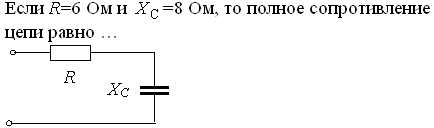 Если R=6 Ом и X_C =8 Ом, то полное сопротивление
цепи равно …
R
X_C